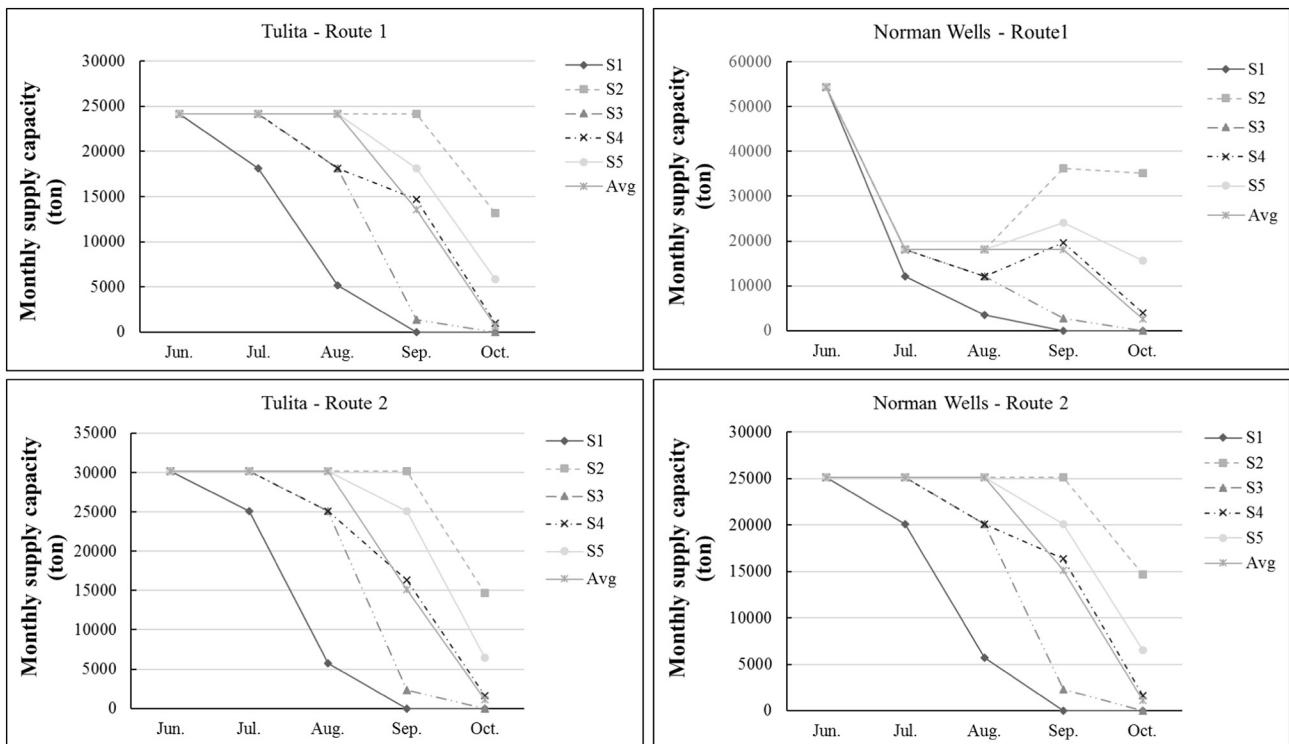 Tulita - Route 1
Monthly supply capacity
(ton)
30000
25000
20000
15000
10000
5000
0
Jun.
Jul.
Aug.
Sep.
Oct.
S1
S2
S3
S4
S5
Avg
Norman Wells - Route1
Monthly supply capacity
(ton)
60000
50000
40000
30000
20000
10000
0
Jun.
Jul.
Aug.
Sep.
Oct.
S1
S2
S3
S4
S5
Avg
Tulita - Route 2
Monthly supply capacity
(ton)
35000
30000
25000
20000
15000
10000
5000
0
Jun.
Jul.
Aug.
Sep.
Oct.
S1
S2
S3
S4
S5
Avg
Norman Wells - Route 2
Monthly supply capacity
(ton)
30000
25000
20000
15000
10000
5000
0
Jun.
Jul.
Aug.
Sep.
Oct.
S1
S2
S3
S4
S5
Avg